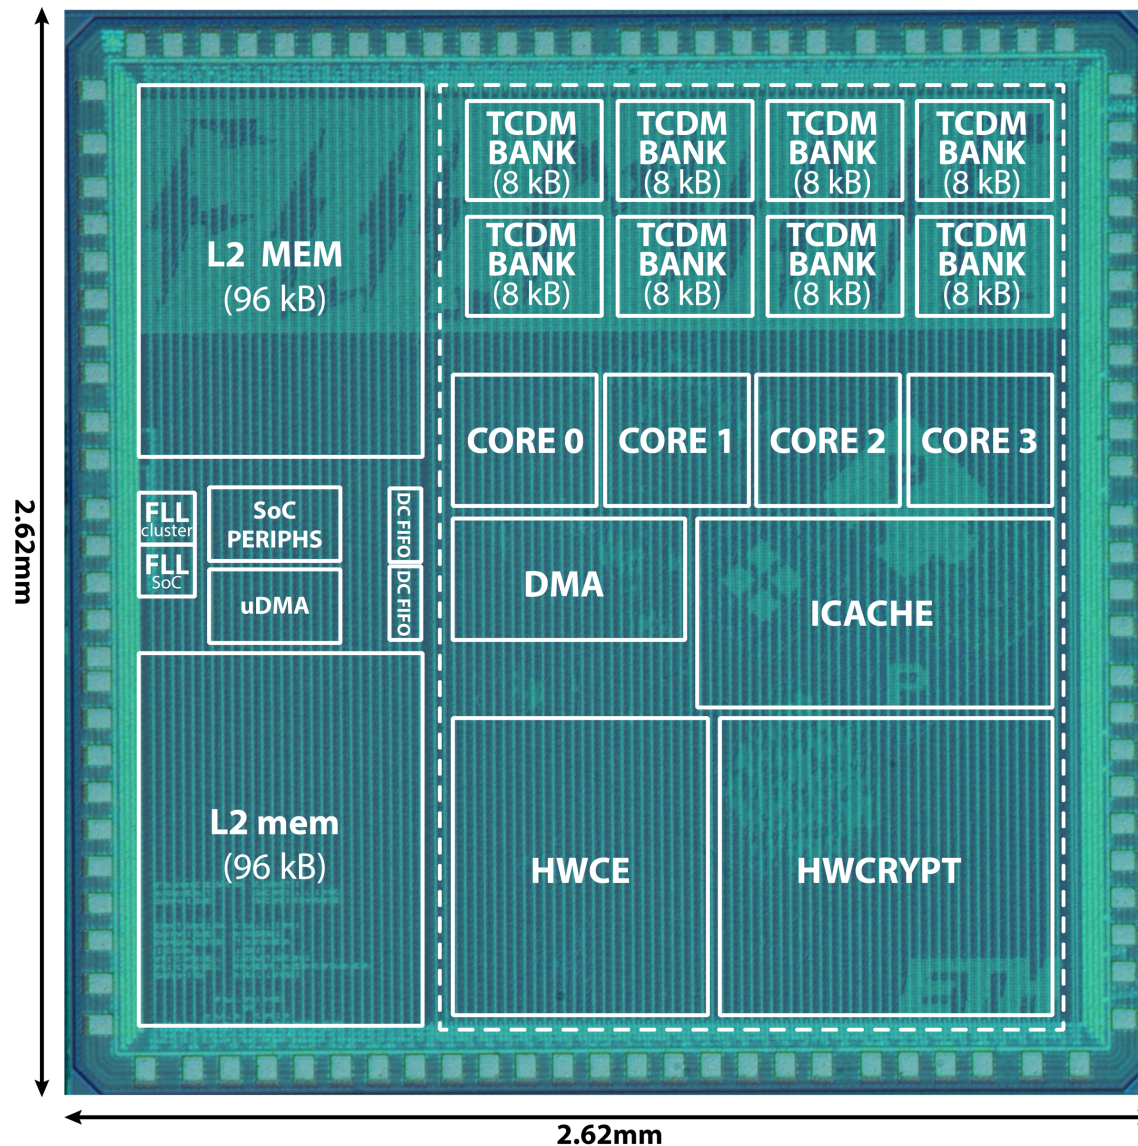 TCDM
BANK
(8 kB)
TCDM
BANK
(8 kB)
TCDM
BANK
(8 kB)
TCDM
BANK
(8 kB)
L2 MEM
(96 kB)
TCDM
BANK
(8 kB)
TCDM
BANK
(8 kB)
TCDM
BANK
(8 kB)
TCDM
BANK
(8 kB)
CORE 0
CORE 1
CORE 2
CORE 3
FLL
cluster
FLL
SoC
SoC
PERIPHS
uDMA
DC FIFO
DC FIFO
DMA
ICACHE
P
L2 mem
(96 kB)
HWCE
HWCRYPT
2.62mm
2.62mm